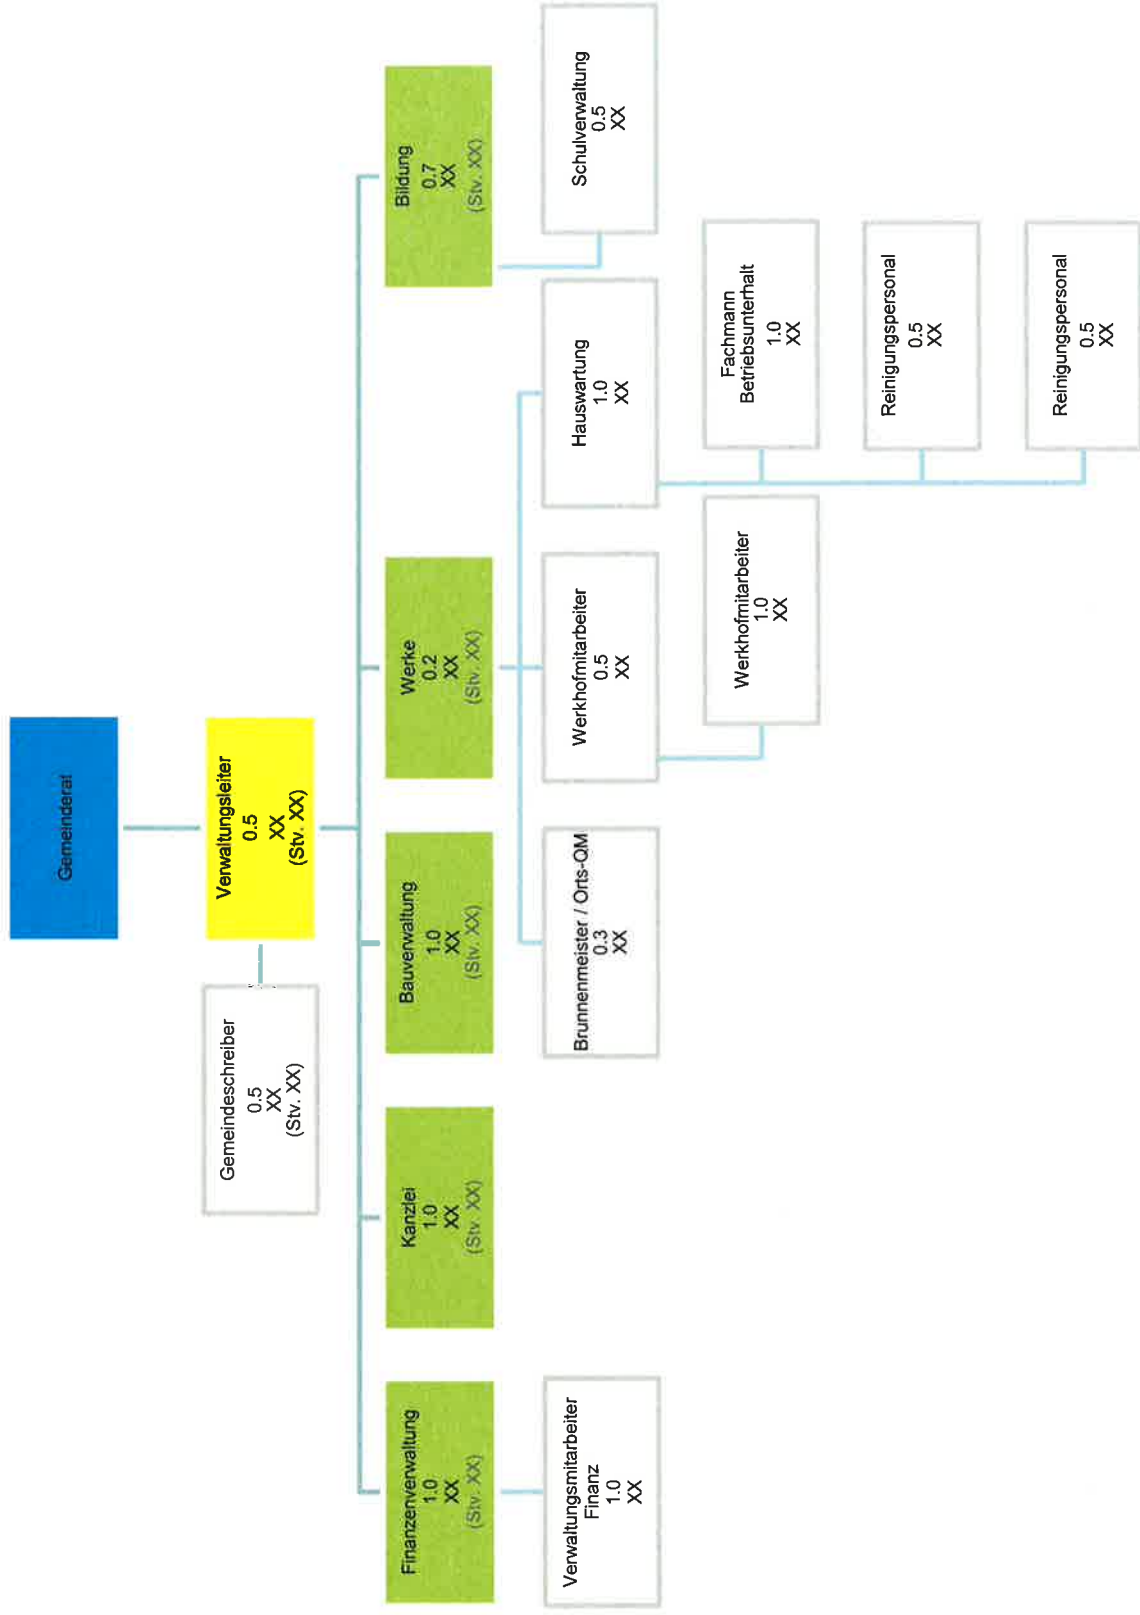 Gemeinderat
Verwaltungsleiter
0.5
XX
(Stv. XX)
Gemeindeschreiber
0.5
XX
(Stv. XX)
Finanzenverwaltung
1.0
XX
(Stv. XX)
Kanzlei
1.0
XX
(Stv. XX)
Bauverwaltung
1.0
XX
(Stv. XX)
Werke
0.2
XX
(Stv. XX)
Bildung
0.7
XX
(Stv. XX)
Verwaltungsmitarbeiter
Finanz
1.0
XX
Brunnenmeister / Orts-QM
0.3
XX
Werkhofmitarbeiter
0.5
XX
Hauswartung
1.0
XX
Schulverwaltung
0.5
XX
Werkhofmitarbeiter
1.0
XX
Fachmann
Betriebsunterhalt
1.0
XX
Reinigungspersonal
0.5
XX
Reinigungspersonal
0.5
XX